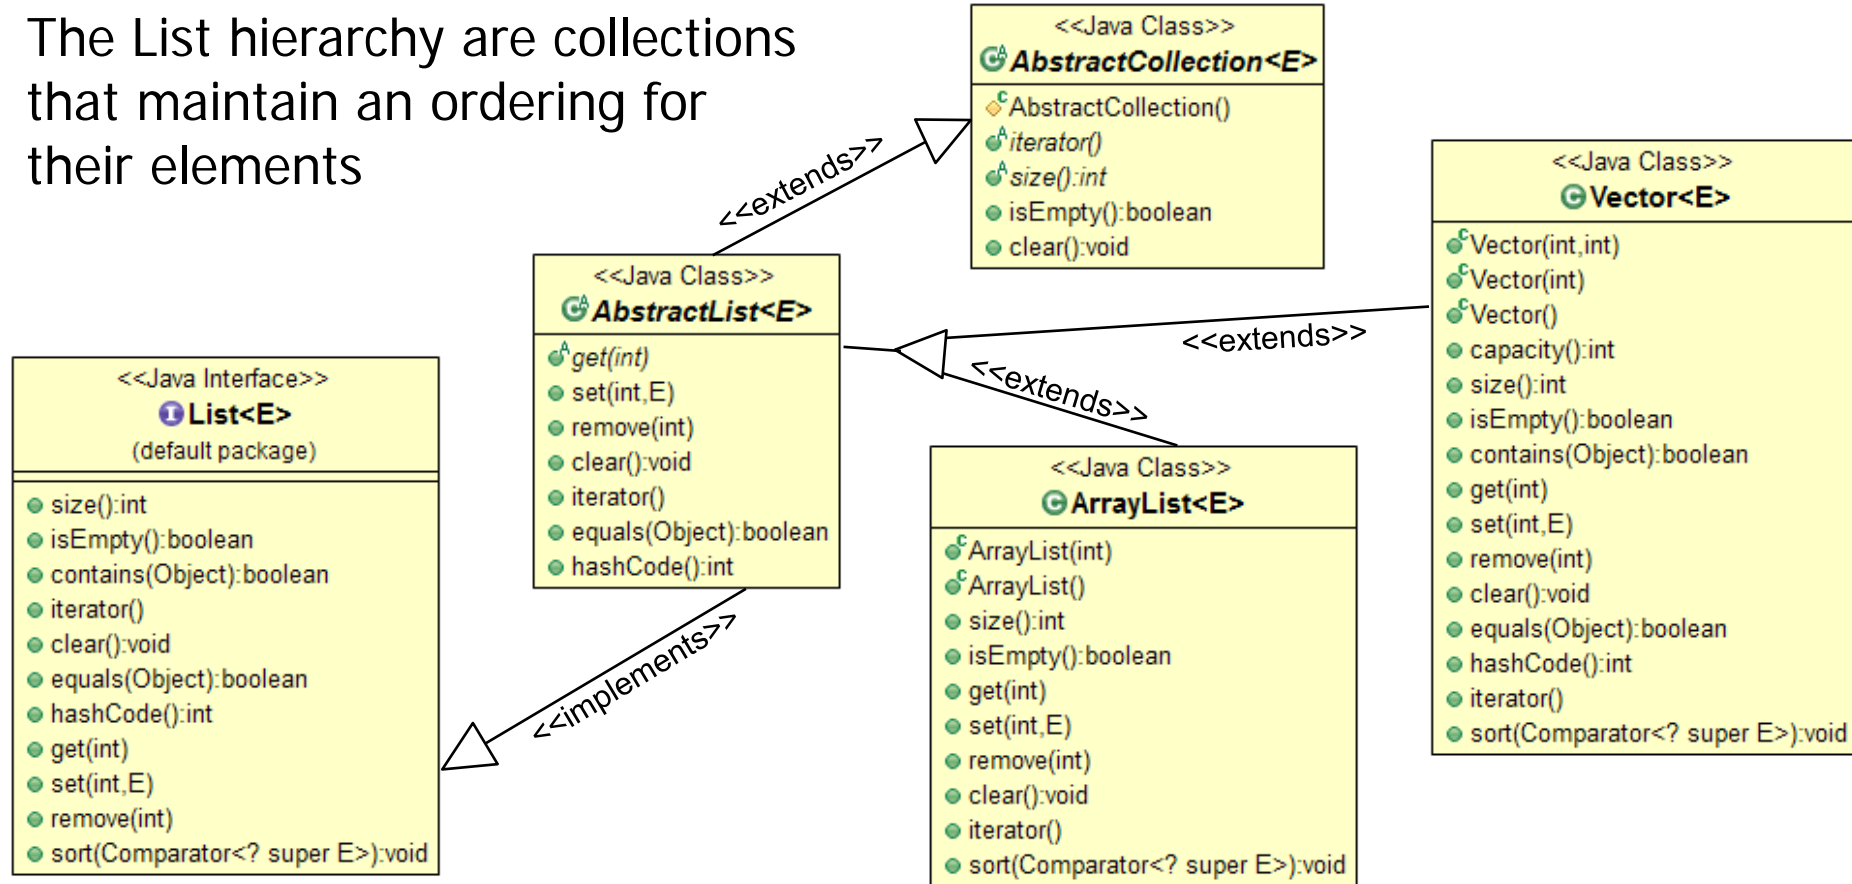 The List hierarchy are collections
that maintain an ordering for
their elements
<<Java Class>>
AbstractCollection<E>
AbstractCollection()
iterator()
size():int
isEmpty():boolean
clear():void
<<extends>>
<<Java Class>>
AbstractList<E>
get(int)
set(int,E)
remove(int)
clear():void
iterator()
equals(Object):boolean
hashCode():int
<<extends>>
<<extends>>
<<implements>>
<<Java Interface>>
List<E>
(default package)
size():int
isEmpty():boolean
contains(Object):boolean
iterator()
clear():void
equals(Object):boolean
hashCode():int
get(int)
set(int,E)
remove(int)
sort(Comparator<? super E>):void
<<Java Class>>
ArrayList<E>
ArrayList(int)
ArrayList()
size():int
isEmpty():boolean
get(int)
set(int,E)
remove(int)
clear():void
iterator()
sort(Comparator<? super E>):void
<<Java Class>>
Vector<E>
Vector(int,int)
Vector(int)
Vector()
capacity():int
size():int
isEmpty():boolean
contains(Object):boolean
get(int)
set(int,E)
remove(int)
clear():void
equals(Object):boolean
hashCode():int
iterator()
sort(Comparator<? super E>):void